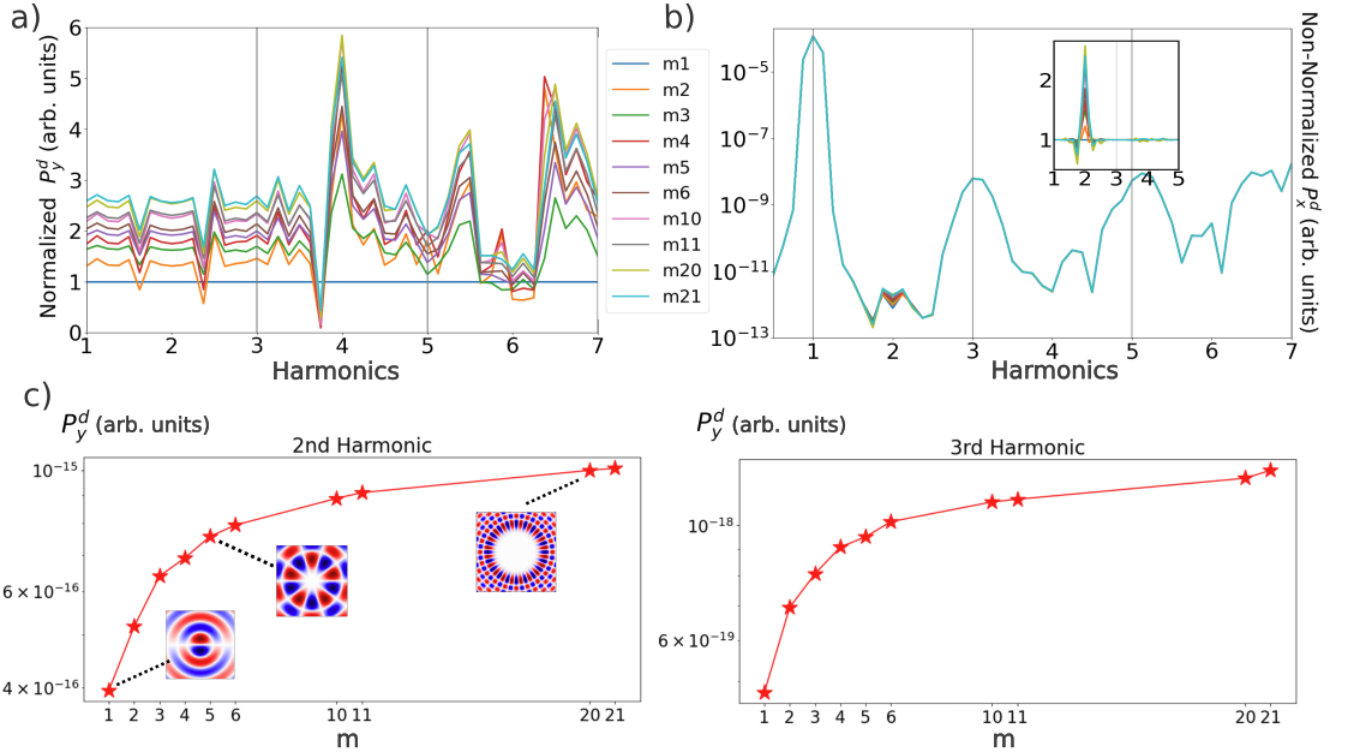 a)
Normalized P_y^d (arb. units)
6
5
4
3
2
1
0
1 2 3 4 5 6 7
Harmonics
m1
m2
m3
m4
m5
m6
m10
m11
m20
m21
b)
Non-Normalized P_x^d (arb. units)
10^-5
10^-7
10^-9
10^-11
10^-13
1 2 3 4 5 6 7
Harmonics
2
1
1 2 3 4 5
c)
P_y^d (arb. units)
2nd Harmonic
10^-15
6 × 10^-16
4 × 10^-16
1 2 3 4 5 6 10 11 20 21
m
P_y^d (arb. units)
3rd Harmonic
10^-18
6 × 10^-19
1 2 3 4 5 6 10 11 20 21
m